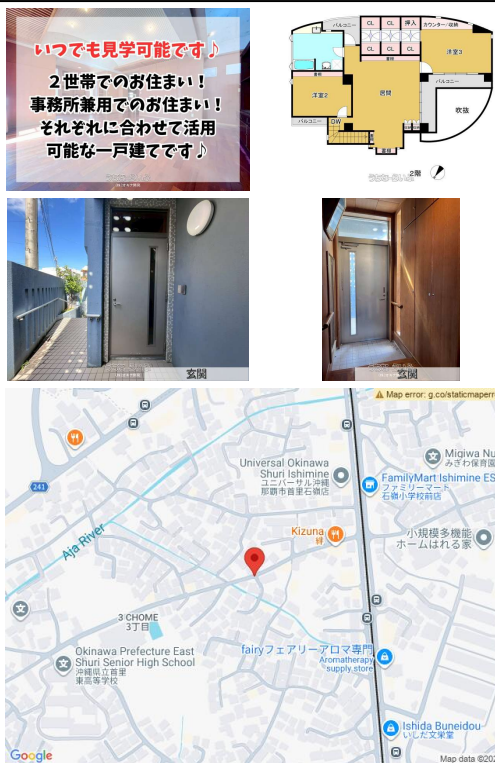 いつでも見学可能です♪
２世帯でのお住まい！
事務所兼用でのお住まい！
それぞれに合わせて活用
可能な一戸建てです♪
バルコニー
CL
CL
押入
カウンター/収納
CL
CL
CL
洋室3
洋室2
居間
吹抜
バルコニー
DW
2階
玄関
玄関
Map error: g.co/staticmaperr
241
Aja River
Universal Okinawa
Shuri Ishimine
ユニバーサル沖縄
那覇市首里石嶺店
Migiwa Nu
みぎわ保育園
FamilyMart Ishimine ES
ファミリーマート
石嶺小学校前店
Kizuna
絆
小規模多機能
ホームはれる家
3 CHOME
3丁目
Okinawa Prefecture East
Shuri Senior High School
沖縄県立首里
東高等学校
fairyフェアリーアロマ専門
Aromatherapy
supply store
Ishida Buneidou
いしだ文栄堂
Google
Map data ©202